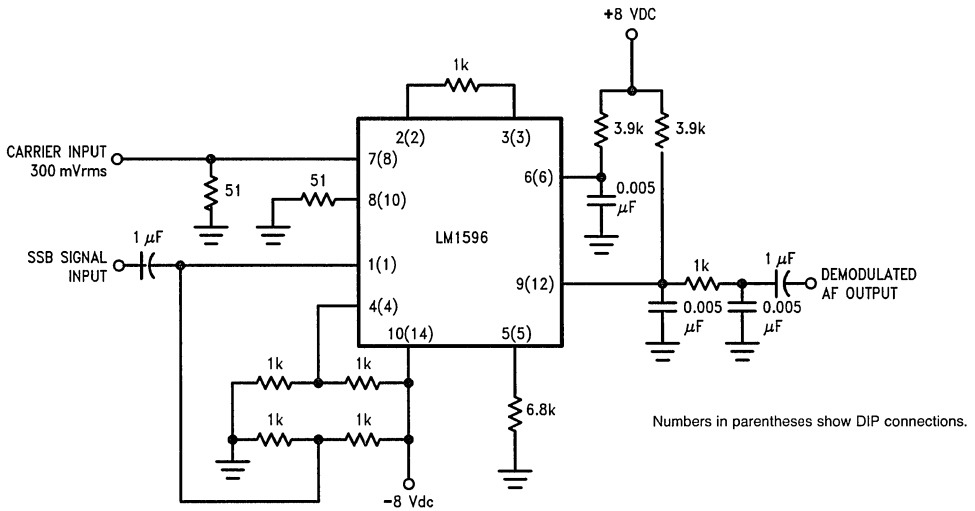 +8 VDC
1k
3.9k
3.9k
2(2)
3(3)
CARRIER INPUT
300 mVrms
7(8)
6(6)
51
51
8(10)
0.005
μF
LM1596
1 μF
SSB SIGNAL
INPUT
1(1)
9(12)
1k
1 μF
DEMODULATED
AF OUTPUT
4(4)
0.005
μF
0.005
μF
10(14)
5(5)
1k
1k
6.8k
1k
1k
Numbers in parentheses show DIP connections.
-8 Vdc